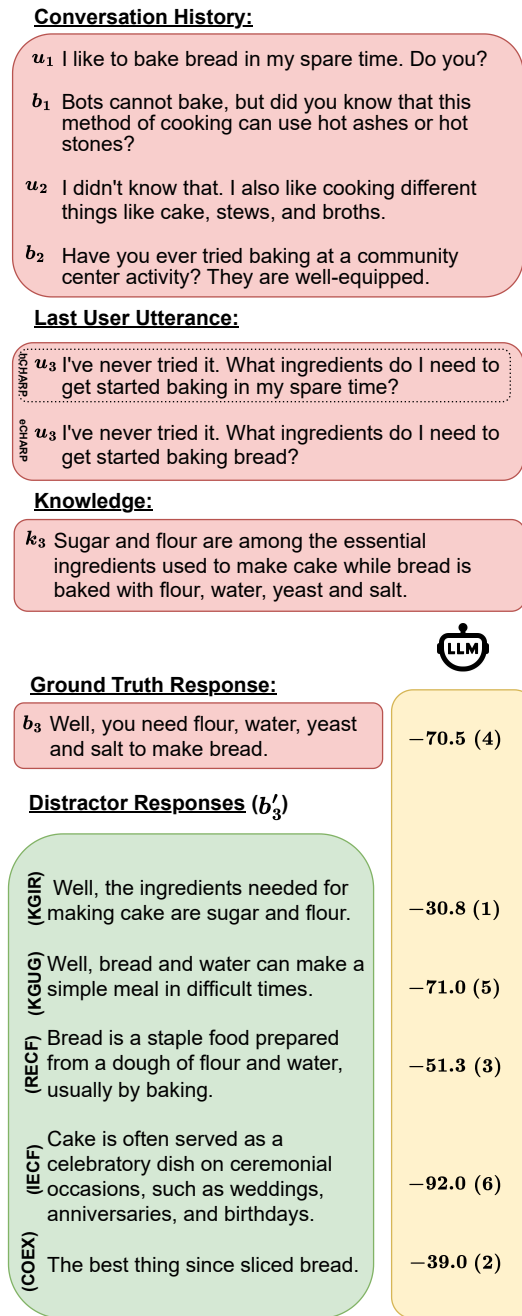 Conversation History:
u1 I like to bake bread in my spare time. Do you?
b1 Bots cannot bake, but did you know that this
method of cooking can use hot ashes or hot
stones?
u2 I didn't know that. I also like cooking different
things like cake, stews, and broths.
b2 Have you ever tried baking at a community
center activity? They are well-equipped.
Last User Utterance:
hCHARP
u3 I've never tried it. What ingredients do I need to
get started baking in my spare time?
eCHARP
u3 I've never tried it. What ingredients do I need to
get started baking bread?
Knowledge:
k3 Sugar and flour are among the essential
ingredients used to make cake while bread is
baked with flour, water, yeast and salt.
LLM
Ground Truth Response:
b3 Well, you need flour, water, yeast
and salt to make bread.
−70.5 (4)
Distractor Responses (b′3)
(KGIR)
Well, the ingredients needed for
making cake are sugar and flour.
−30.8 (1)
(KGUG)
Well, bread and water can make a
simple meal in difficult times.
−71.0 (5)
(RECF)
Bread is a staple food prepared
from a dough of flour and water,
usually by baking.
−51.3 (3)
(IECF)
Cake is often served as a
celebratory dish on ceremonial
occasions, such as weddings,
anniversaries, and birthdays.
−92.0 (6)
(COEX)
The best thing since sliced bread.
−39.0 (2)